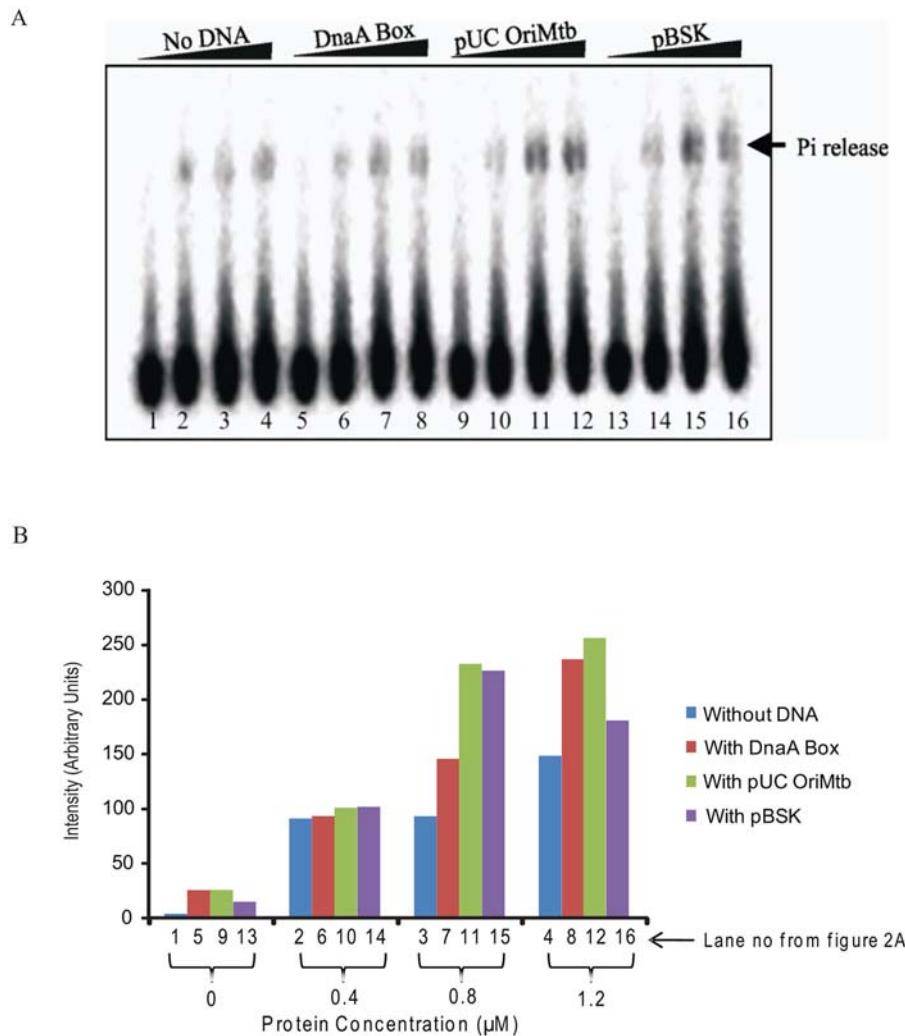 A
No DNA DnaA Box pUC OriMtb pBSK
Pi release
1 2 3 4 5 6 7 8 9 10 11 12 13 14 15 16
B
300
250
200
150
100
50
0
Intensity (Arbitrary Units)
Without DNA
With DnaA Box
With pUC OriMtb
With pBSK
1 5 9 13 2 6 10 14 3 7 11 15 4 8 12 16
Lane no from figure 2A
0 0.4 0.8 1.2
Protein Concentration (µM)